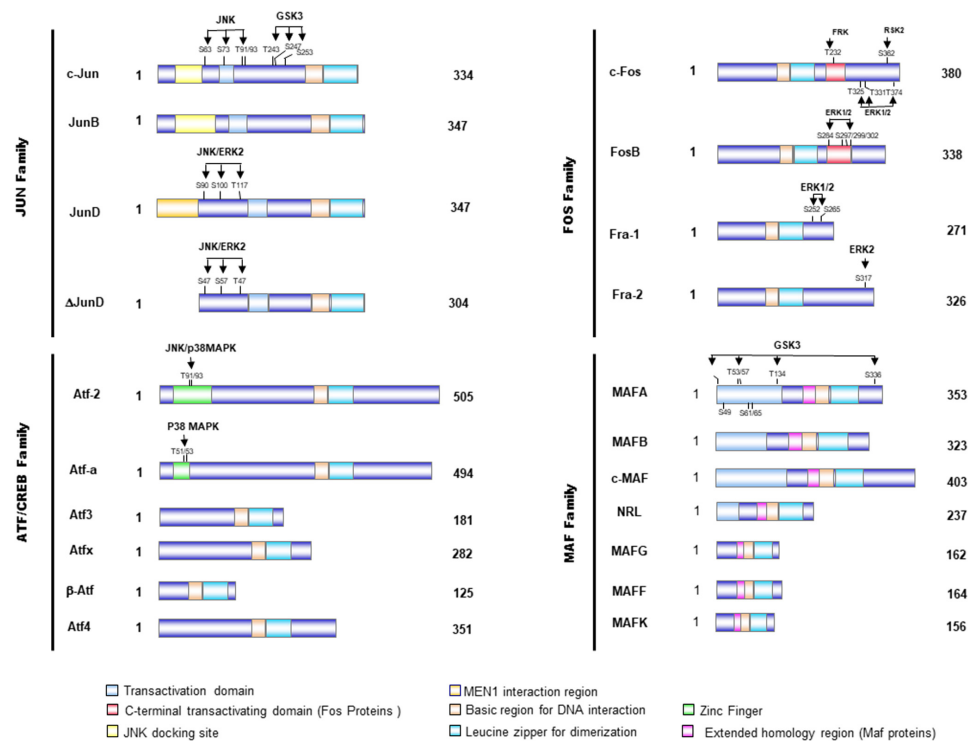 JUN Family
JNK
GSK3
S63 S73 T91/93 T243 S247 S253
c-Jun 1 334
JunB 1 347
JNK/ERK2
S90 S100 T117
JunD 1 347
JNK/ERK2
S47 S57 T47
ΔJunD 1 304
FOS Family
FRK RSK2
T232 S362
c-Fos 1 380
T325 T331 T374
ERK1/2
ERK1/2
S284 S297/299/302
FosB 1 338
ERK1/2
S252 S265
Fra-1 1 271
ERK2
S317
Fra-2 1 326
ATF/CREB Family
JNK/p38MAPK
T91/93
Atf-2 1 505
P38 MAPK
T51/53
Atf-a 1 494
Atf3 1 181
Atfx 1 282
β-Atf 1 125
Atf4 1 351
MAF Family
GSK3
T53/57 T134 S336
MAFA 1 353
S49 S61/65
MAFB 1 323
c-MAF 1 403
NRL 1 237
MAFG 1 162
MAFF 1 164
MAFK 1 156
Transactivation domain
C-terminal transactivating domain (Fos Proteins )
JNK docking site
MEN1 interaction region
Basic region for DNA interaction
Leucine zipper for dimerization
Zinc Finger
Extended homology region (Maf proteins)